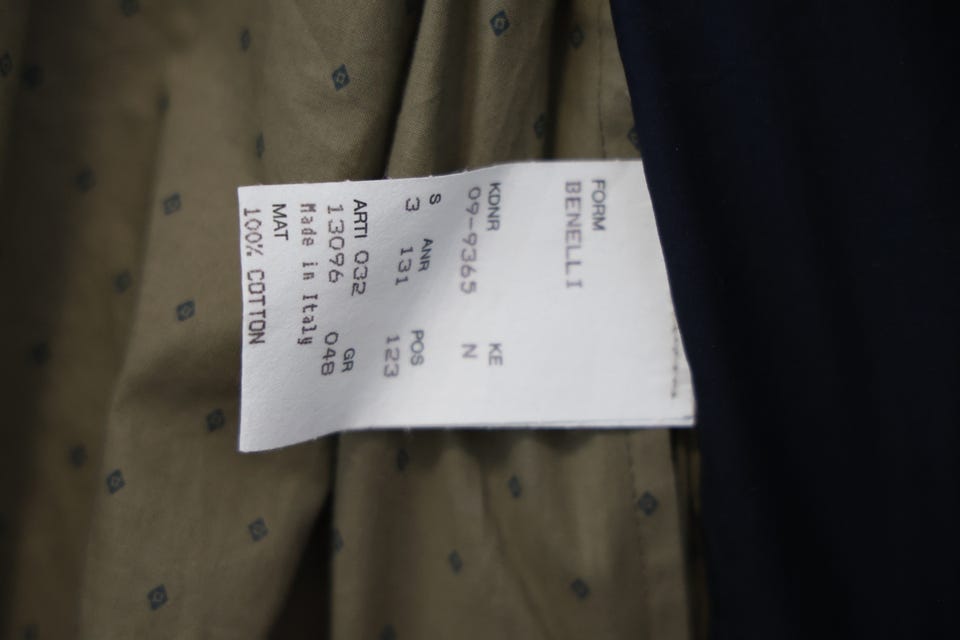 FORM
BENELLI
KDNR KE
09-9365 N
S ANR POS
3 131 123
ARTI 032 GR
13096 048
Made in Italy
MAT
100% COTTON